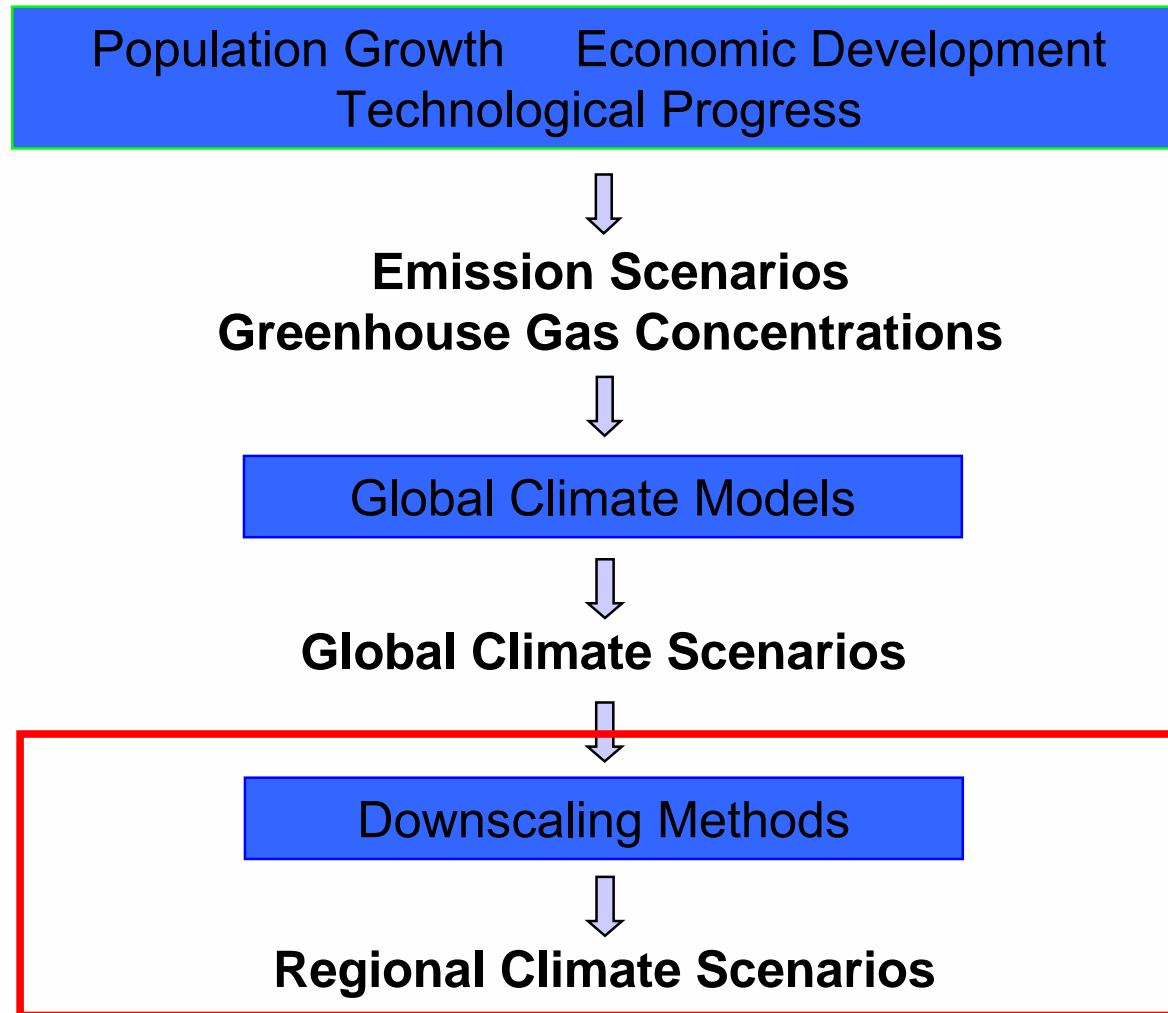 Population Growth Economic Development
Technological Progress
Emission Scenarios
Greenhouse Gas Concentrations
Global Climate Models
Global Climate Scenarios
Downscaling Methods
Regional Climate Scenarios